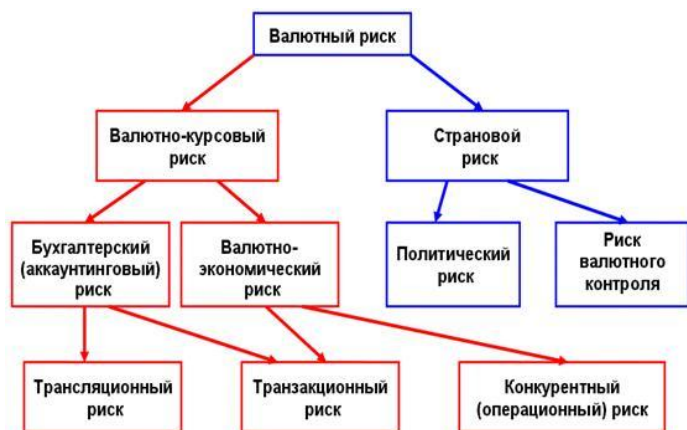 Валютный риск
Валютно-курсовый
риск
Страновой
риск
Бухгалтерский
(аккаунтинговый)
риск
Валютно-
экономический
риск
Политический
риск
Риск
валютного
контроля
Трансляционный
риск
Транзакционный
риск
Конкурентный
(операционный) риск